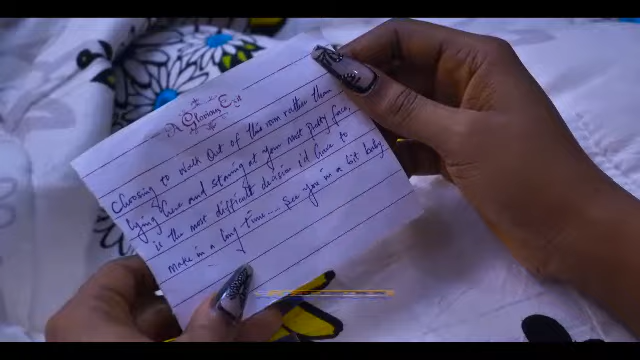 Glorious
Choosing to walk out of this room rather than
lying here and staring at your most pretty face,
is the most difficult decision i'd have to
make in a long time... See you in a bit baby